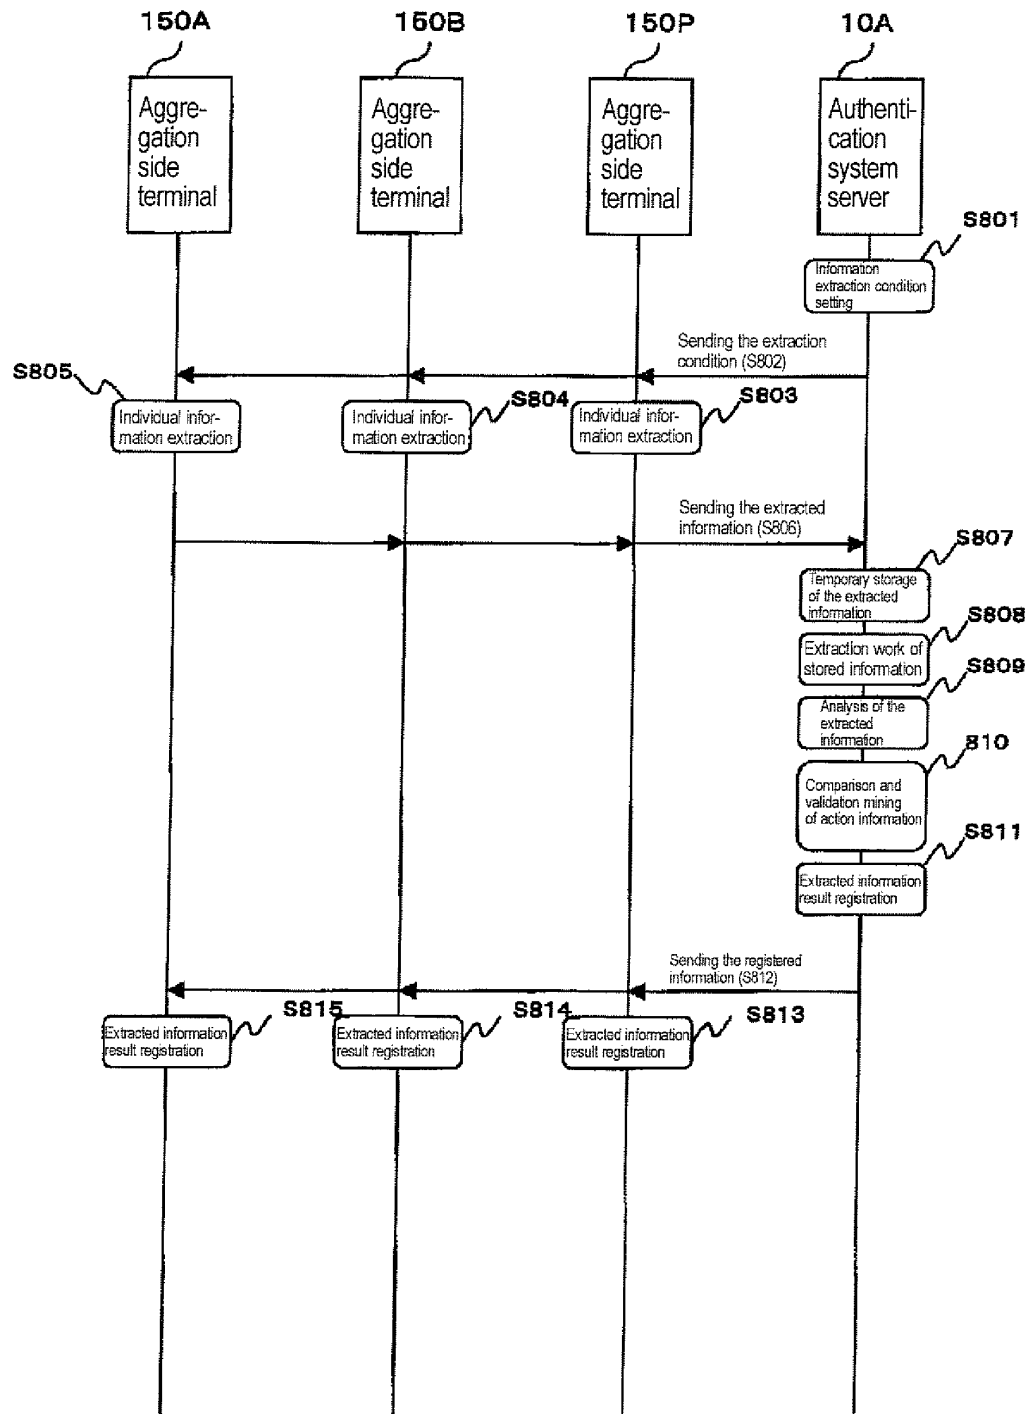 150A
150B
150P
10A
Aggre-
gation
side
terminal
Aggre-
gation
side
terminal
Aggre-
gation
side
terminal
Authenti-
cation
system
server
S801
Information
extraction condition
setting
Sending the extraction
condition (S802)
S805
S804
S803
Individual infor-
mation extraction
Individual infor-
mation extraction
Individual infor-
mation extraction
Sending the extracted
information (S806)
S807
Temporary storage
of the extracted
information
S808
Extraction work of
stored information
S809
Analysis of the
extracted
information
810
Comparison and
validation mining
of action information
S811
Extracted information
result registration
Sending the registered
information (S812)
S815
S814
S813
Extracted information
result registration
Extracted information
result registration
Extracted information
result registration